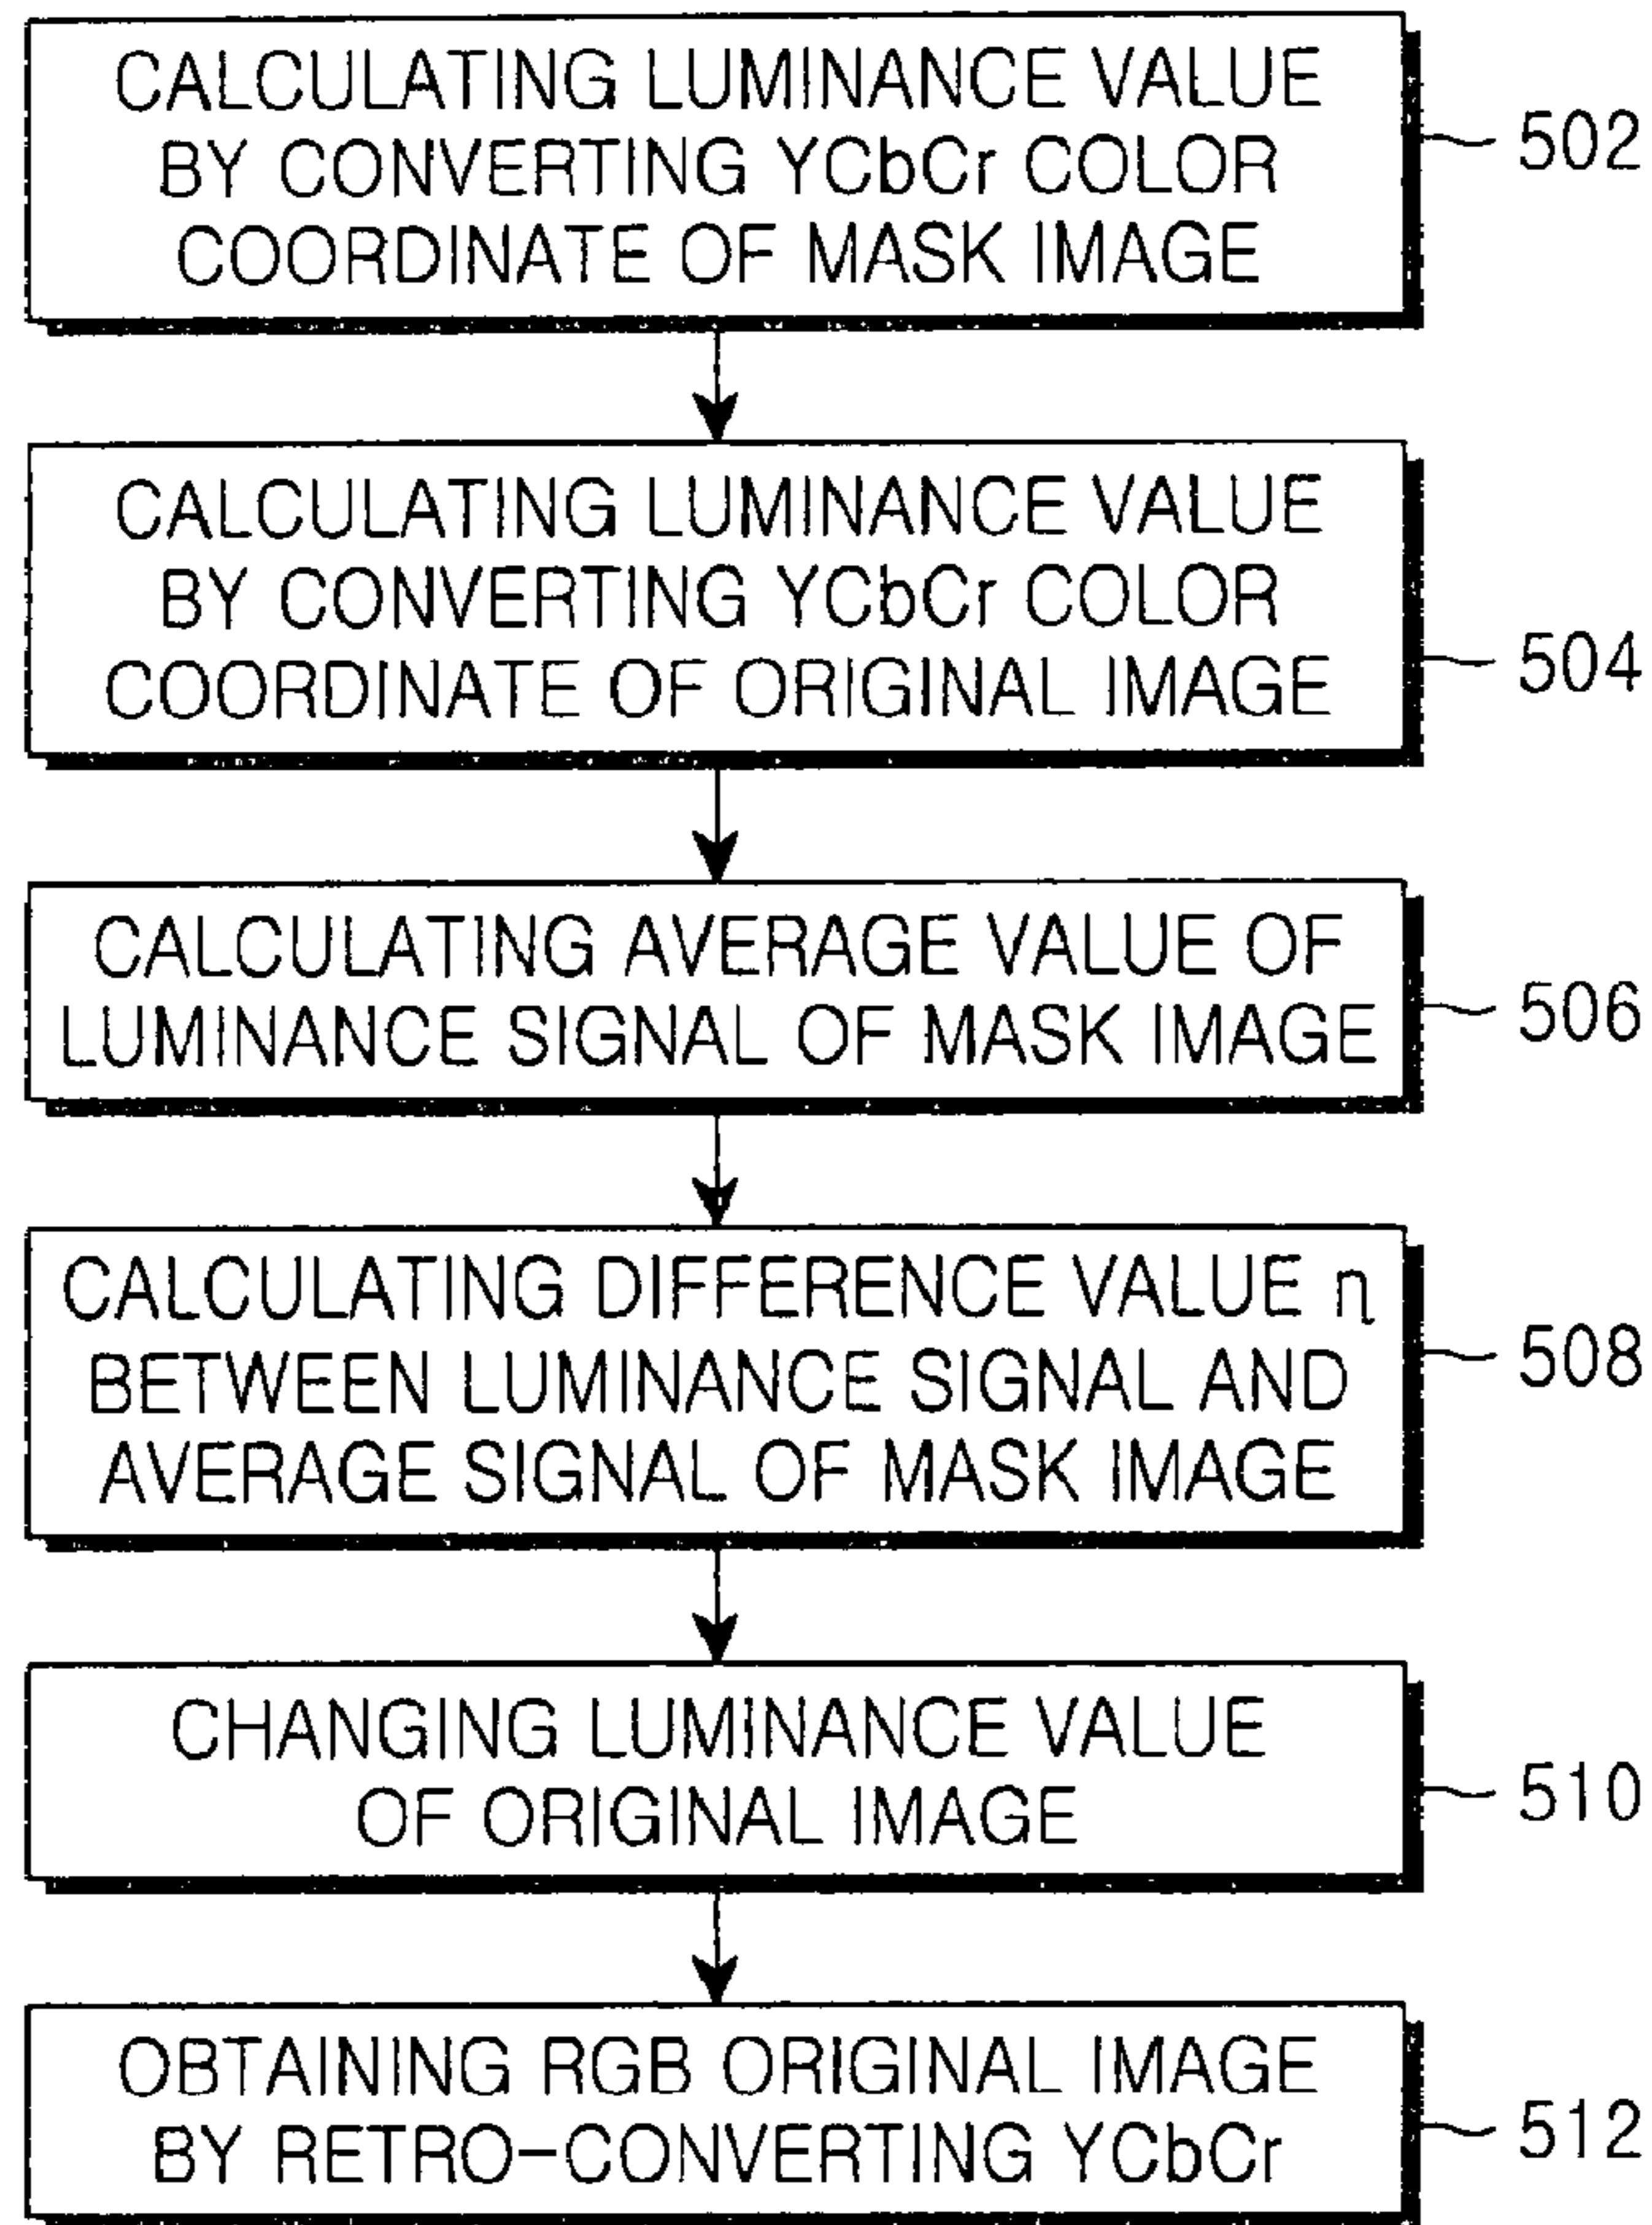 CALCULATING LUMINANCE VALUE
BY CONVERTING YCbCr COLOR
COORDINATE OF MASK IMAGE
502
CALCULATING LUMINANCE VALUE
BY CONVERTING YCbCr COLOR
COORDINATE OF ORIGINAL IMAGE
504
CALCULATING AVERAGE VALUE OF
LUMINANCE SIGNAL OF MASK IMAGE
506
CALCULATING DIFFERENCE VALUE η
BETWEEN LUMINANCE SIGNAL AND
AVERAGE SIGNAL OF MASK IMAGE
508
CHANGING LUMINANCE VALUE
OF ORIGINAL IMAGE
510
OBTAINING RGB ORIGINAL IMAGE
BY RETRO-CONVERTING YCbCr
512